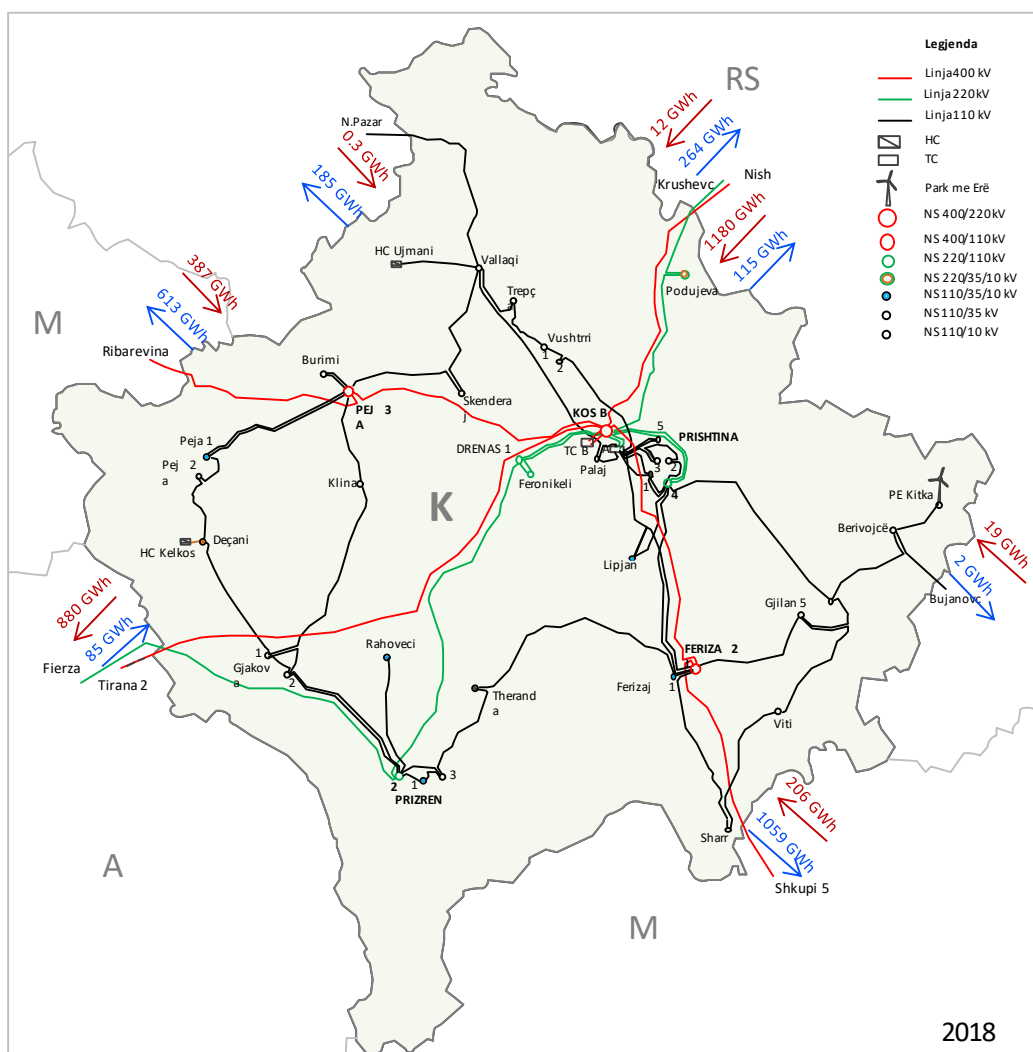 Legjenda
Linja400 kV
Linja220kV
Linja110 kV
HC
TC
Park me Erë
NS 400/220kV
NS 400/110kV
NS 220/110kV
NS 220/35/10 kV
NS110/35/10 kV
NS110/35 kV
NS110/10 kV
RS
N.Pazar
0.3 GWh
185 GWh
12 GWh
264 GWh
Krushevc
Nish
1180 GWh
115 GWh
HC Ujmani
Vallaqi
Trepç
a
Podujeva
387 GWh
613 GWh
M
Ribarevina
Burimi
Vushtrri
1
2
PEJ 3
A
Skendera
j
KOS B
DRENAS 1
TC B
A
Palaj
5
PRISHTINA
3
2
1
4
Peja 1
Pej 2
a
Klina
Feronikeli
K
PE Kitka
Berivojcë
19 GWh
2 GWh
Bujanovc
HC Kelkos
Deçani
Lipjan
Gjilan 5
880 GWh
85 GWh
Fierza
Tirana 2
1
Gjakov
a
2
Rahoveci
FERIZA 2
j
Ferizaj
1
Therand
a
Viti
2
1
3
PRIZREN
206 GWh
1059 GWh
Sharr
Shkupi 5
A
M
2018